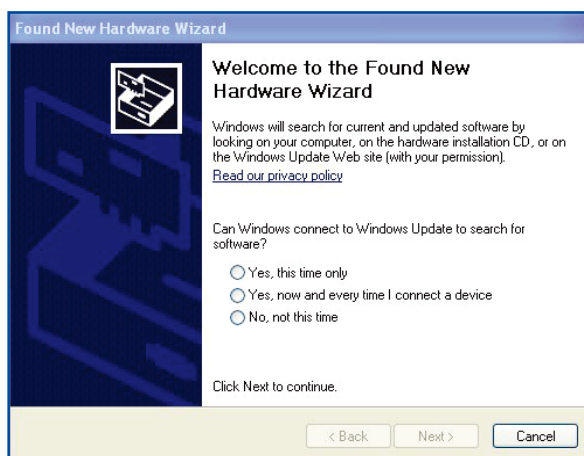 Found New Hardware Wizard
Welcome to the Found New
Hardware Wizard
Windows will search for current and updated software by
looking on your computer, on the hardware installation CD, or on
the Windows Update Web site (with your permission).
Read our privacy policy
Can Windows connect to Windows Update to search for
software?
Yes, this time only
Yes, now and every time I connect a device
No, not this time
Click Next to continue.
< Back
Next >
Cancel